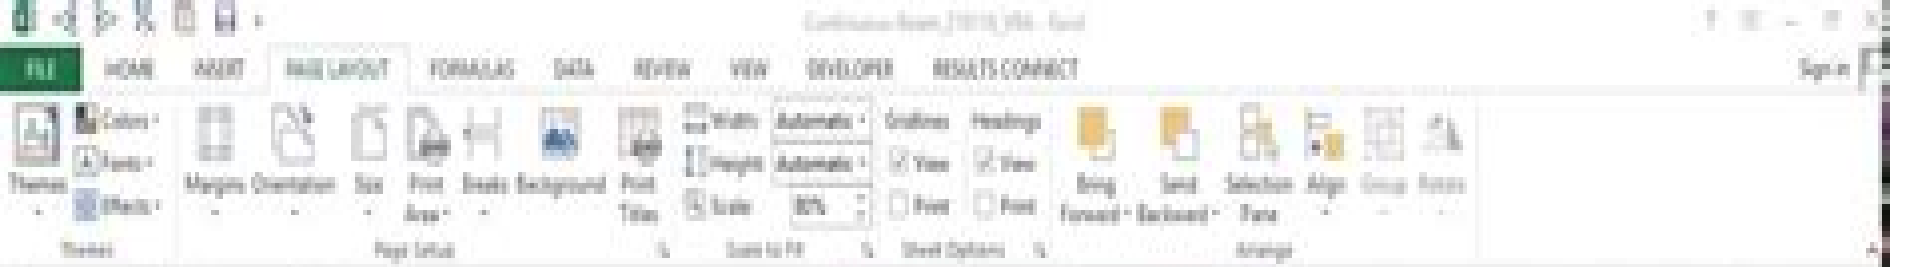 FILE HOME INSERT PAGE LAYOUT FORMULAS DATA REVIEW VIEW DEVELOPER RESULTS CONNECT Sign in
Colors Width Automatic Gridlines Headings
Fonts Height Automatic View View
Themes Margins Orientation Size Print Breaks Background Print Bring Send Selection Align Group Rotate
Effects Area Titles Scale 80% Print Print Forward Backward Pane
Themes Page Setup Scale to Fit Sheet Options Arrange